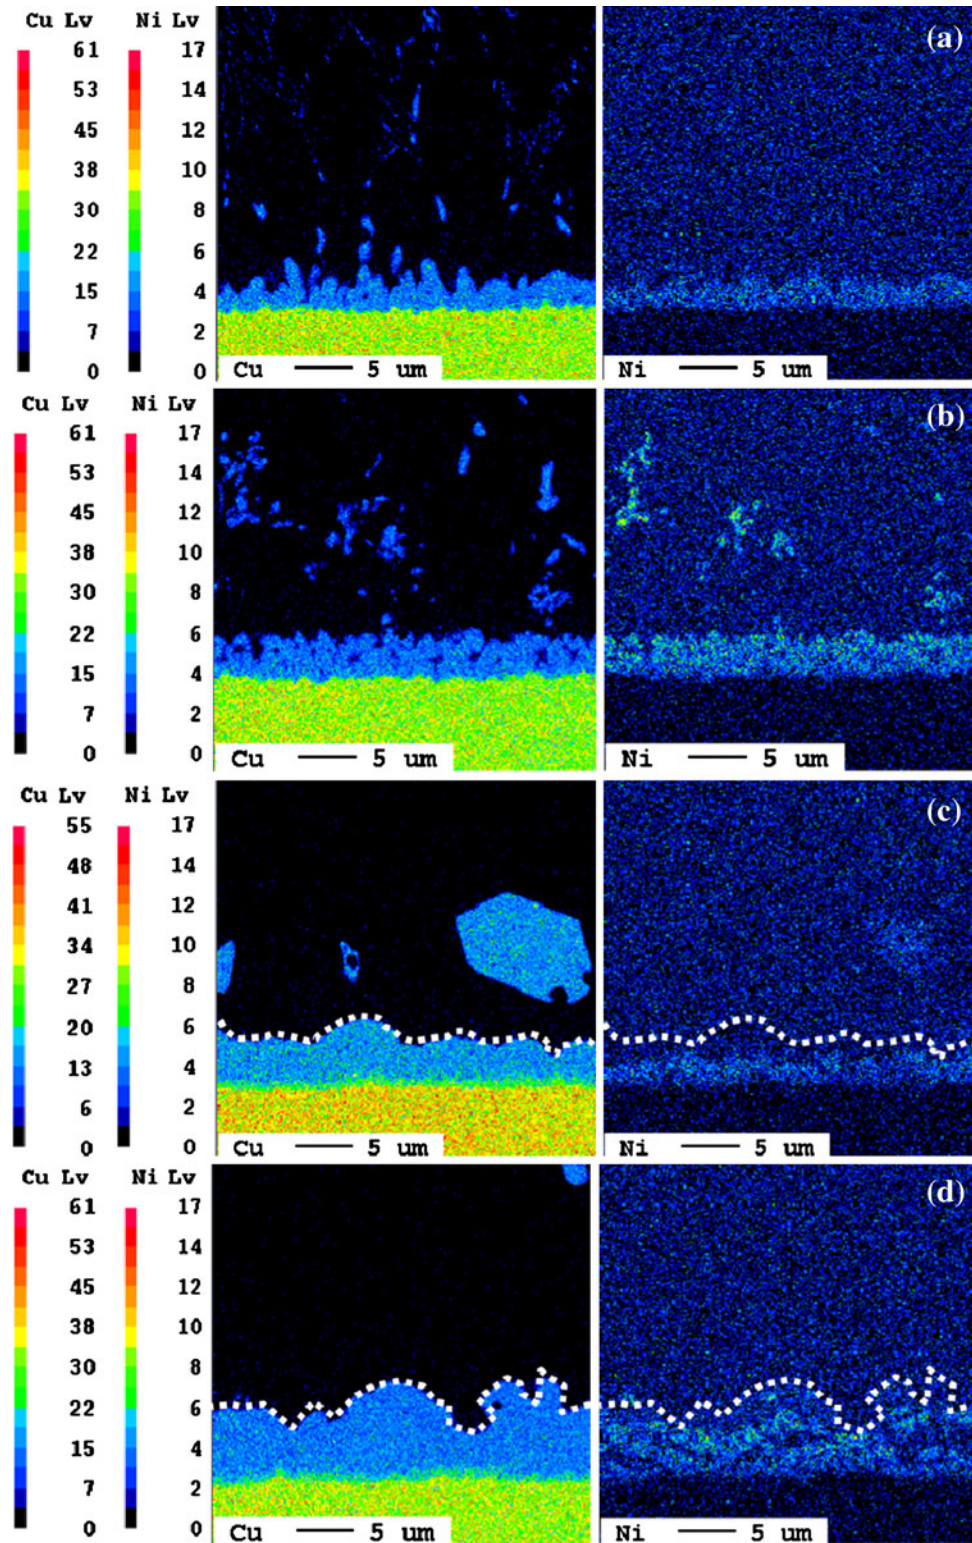 Cu Lv Ni Lv
61 17
53 14
45 12
38 10
30 8
22 6
15 4
7 2
0 0
Cu 5 um
Ni 5 um
(a)
Cu Lv Ni Lv
61 17
53 14
45 12
38 10
30 8
22 6
15 4
7 2
0 0
Cu 5 um
Ni 5 um
(b)
Cu Lv Ni Lv
55 17
48 14
41 12
34 10
27 8
20 6
13 4
6 2
0 0
Cu 5 um
Ni 5 um
(c)
Cu Lv Ni Lv
61 17
53 14
45 12
38 10
30 8
22 6
15 4
7 2
0 0
Cu 5 um
Ni 5 um
(d)